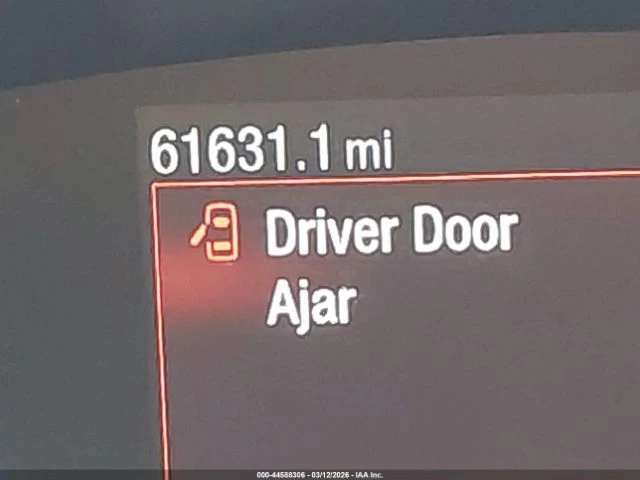 61631.1 mi
Driver Door
Ajar
000-44588306 - 03/12/2026 - IAA Inc.